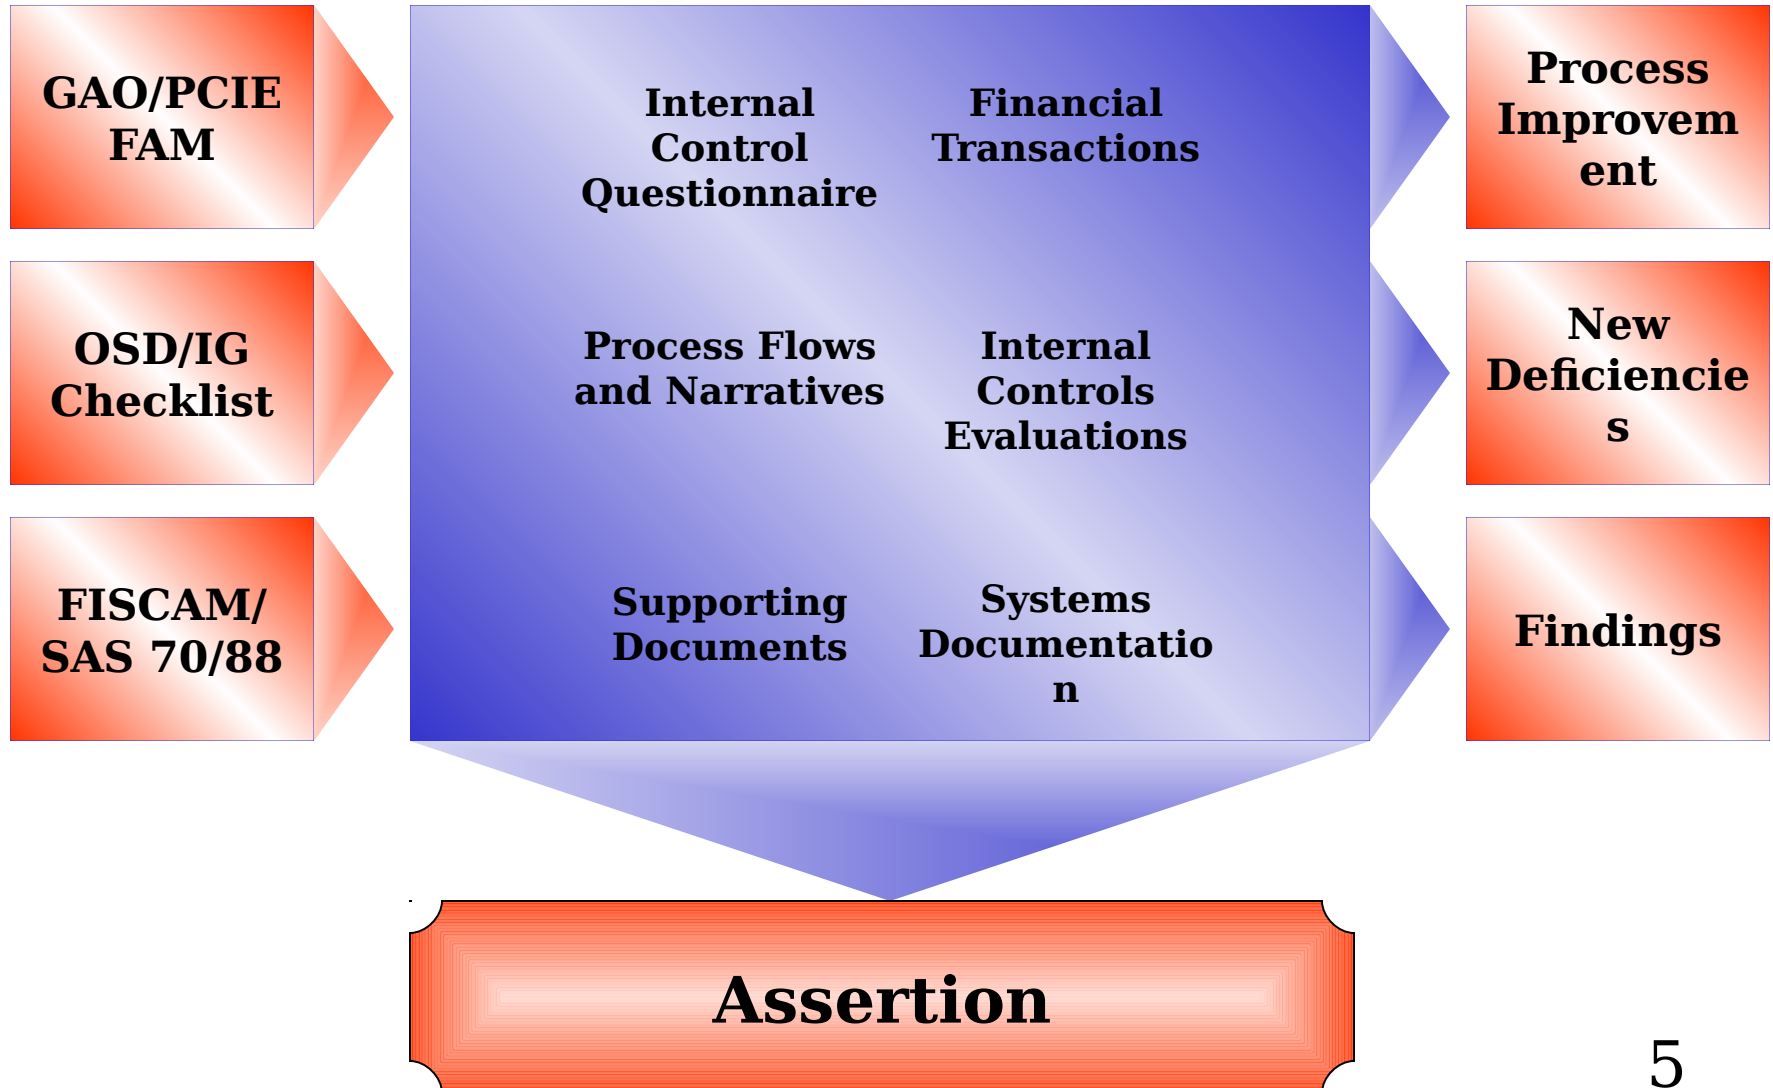 GAO/PCIE
FAM
OSD/IG
Checklist
FISCAM/
SAS 70/88
Internal
Control
Questionnaire
Financial
Transactions
Process Flows
and Narratives
Internal
Controls
Evaluations
Supporting
Documents
Systems
Documentatio
n
Process
Improvem
ent
New
Deficiencie
s
Findings
Assertion
5